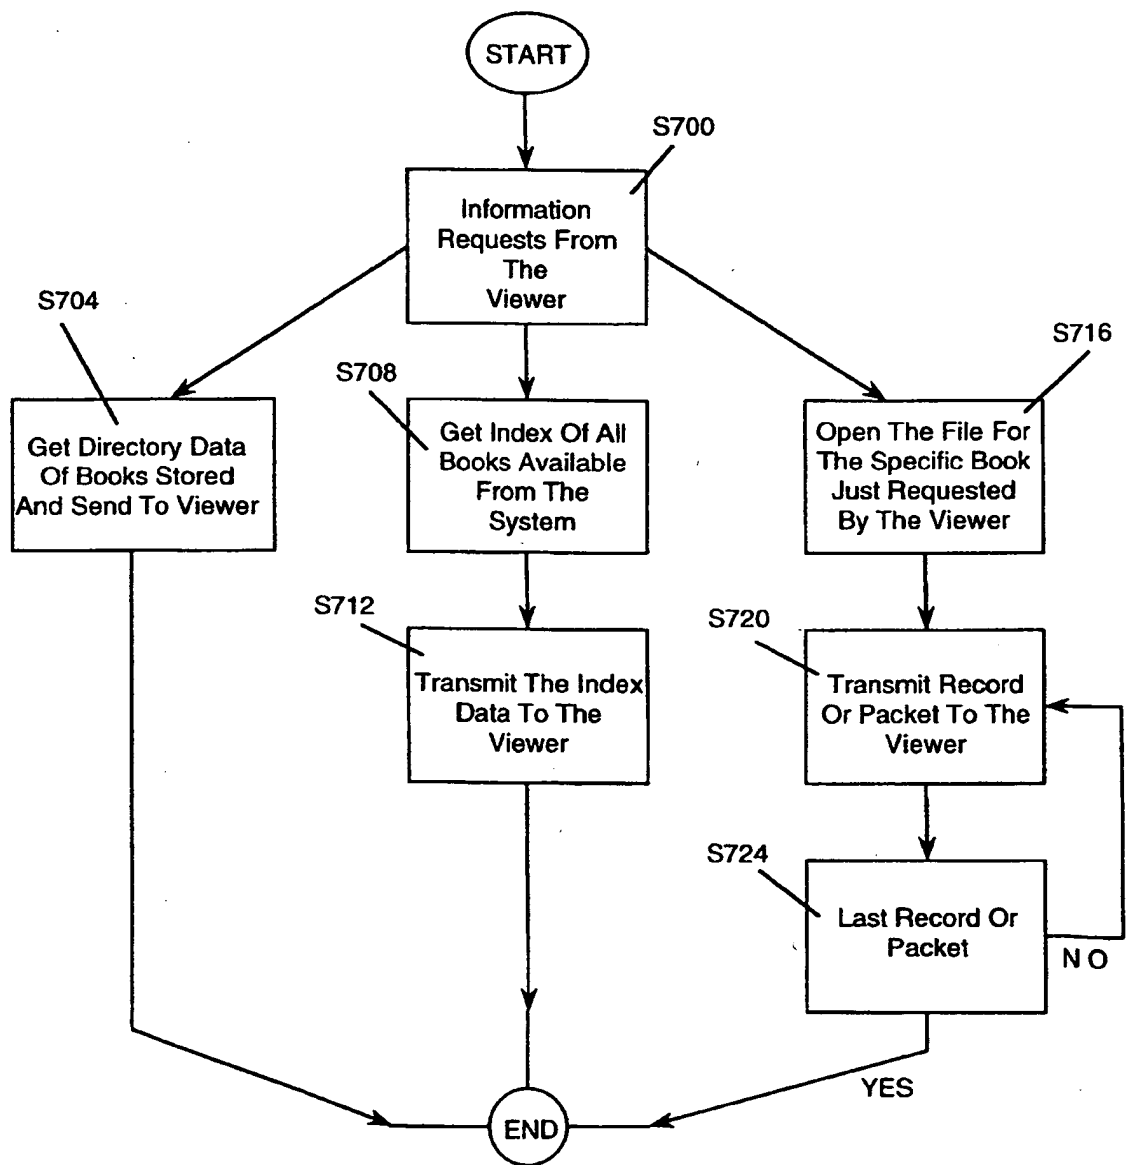 START
S700
Information
Requests From
The
Viewer
S704
Get Directory Data
Of Books Stored
And Send To Viewer
S708
Get Index Of All
Books Available
From The
System
S716
Open The File For
The Specific Book
Just Requested
By The Viewer
S712
Transmit The Index
Data To The
Viewer
S720
Transmit Record
Or Packet To The
Viewer
S724
Last Record Or
Packet
NO
YES
END